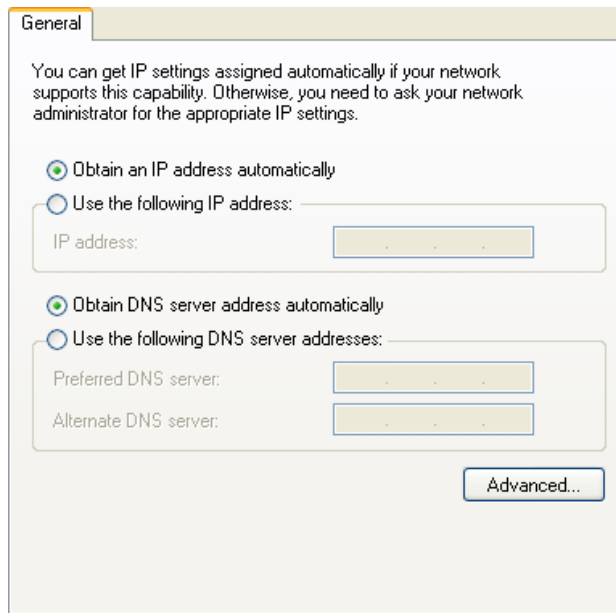 General
You can get IP settings assigned automatically if your network
supports this capability. Otherwise, you need to ask your network
administrator for the appropriate IP settings.
Obtain an IP address automatically
Use the following IP address:
IP address:
Obtain DNS server address automatically
Use the following DNS server addresses:
Preferred DNS server:
Alternate DNS server:
Advanced...